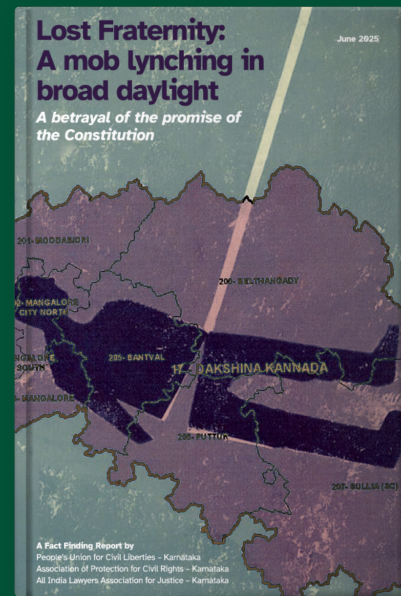 Lost Fraternity:
A mob lynching in
broad daylight
June 2025
A betrayal of the promise of
the Constitution
201- MOODABIDRI
200- BELTHANGADY
MANGALORE
CITY NORTH
205- BANTVAL
17- DAKSHINA KANNADA
SOUTH
MANGALORE
206- PUTTUR
207- SULLIA (SC)
A Fact Finding Report by
People's Union for Civil Liberties – Karnataka
Association of Protection for Civil Rights – Karnataka
All India Lawyers Association for Justice – Karnataka